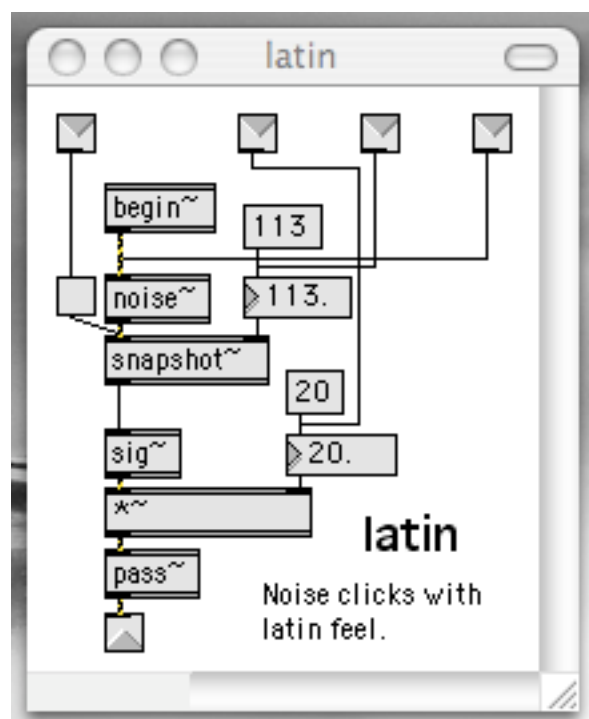 latin
begin~
113
noise~
113.
snapshot~
20
sig~
20.
*~
latin
pass~
Noise clicks with
latin feel.